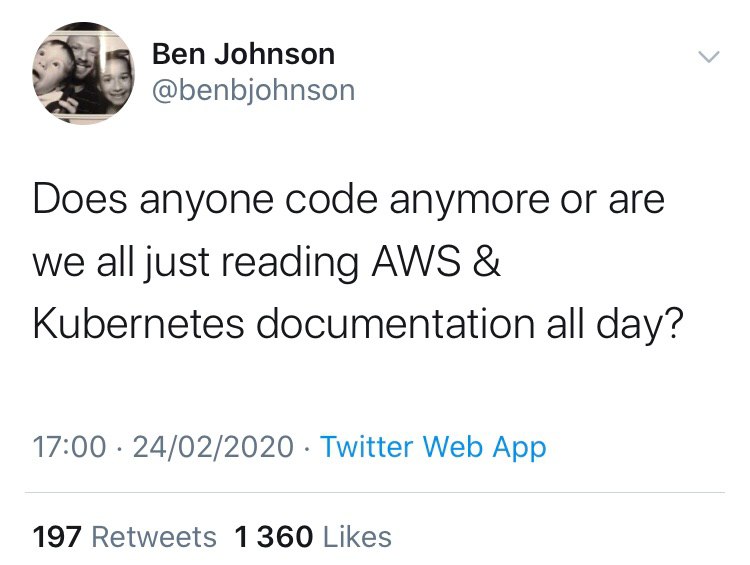 Ben Johnson
@benbjohnson
Does anyone code anymore or are
we all just reading AWS &
Kubernetes documentation all day?
17:00 · 24/02/2020 · Twitter Web App
197 Retweets 1 360 Likes